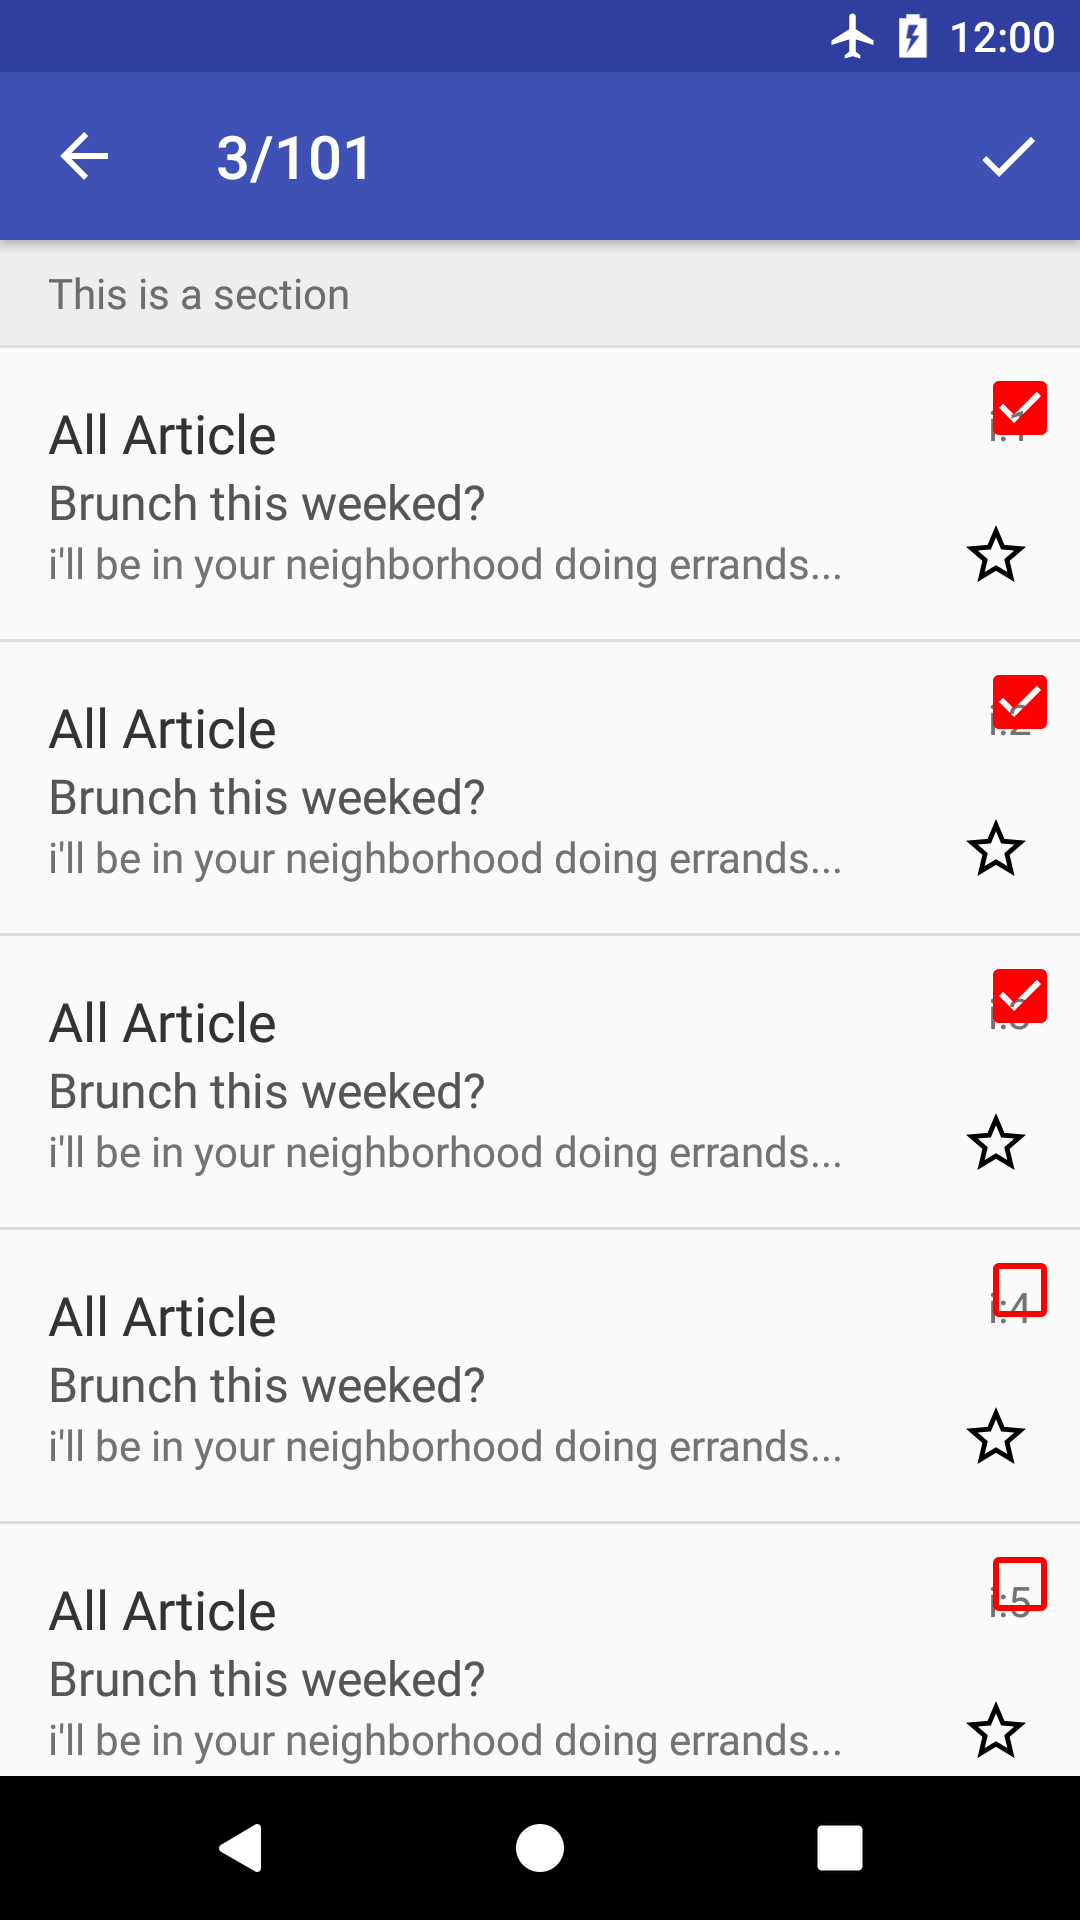 12:00
3/101
This is a section
All Article
i:1
Brunch this weeked?
i'll be in your neighborhood doing errands...
All Article
i:2
Brunch this weeked?
i'll be in your neighborhood doing errands...
All Article
i:3
Brunch this weeked?
i'll be in your neighborhood doing errands...
All Article
i:4
Brunch this weeked?
i'll be in your neighborhood doing errands...
All Article
i:5
Brunch this weeked?
i'll be in your neighborhood doing errands...